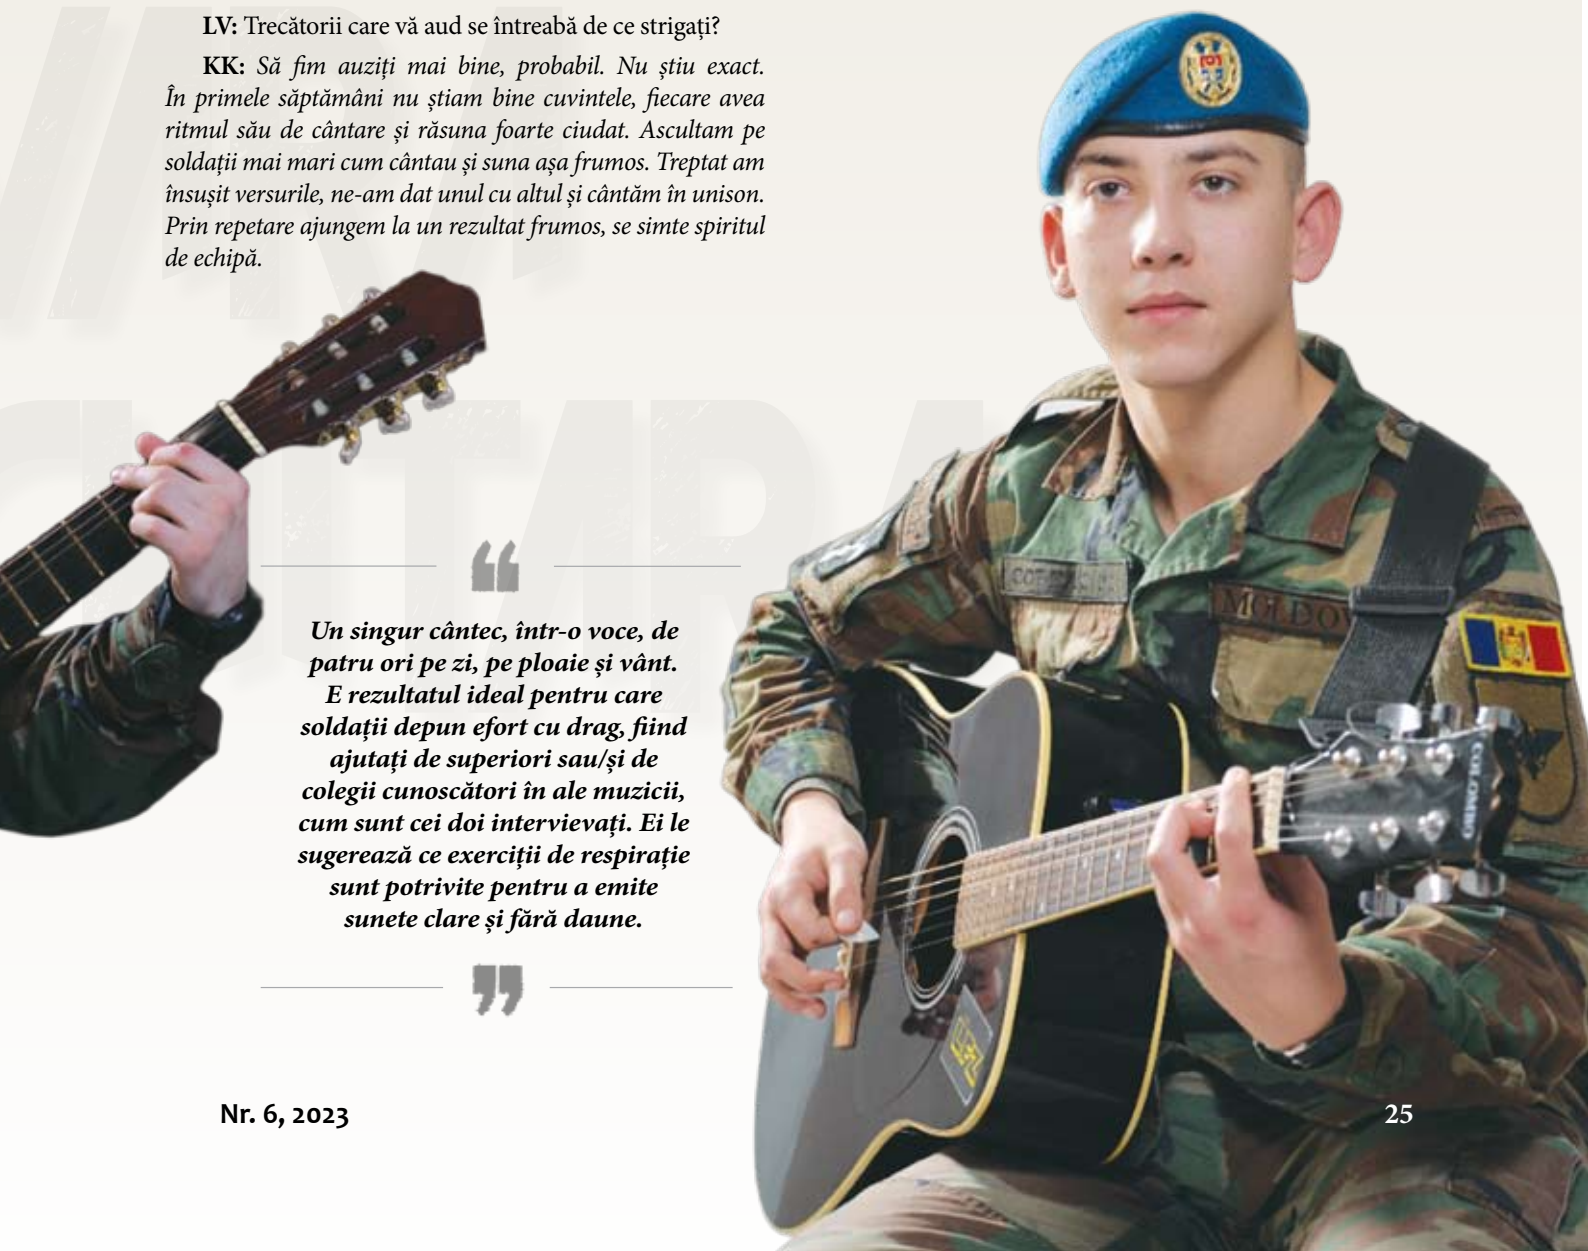 LV: Trecătorii care vă aud se întreabă de ce strigați?
KK: Să fim auziți mai bine, probabil. Nu știu exact.
În primele săptămâni nu știam bine cuvintele, fiecare avea
ritmul său de cântare și răsuna foarte ciudat. Ascultam pe
soldații mai mari cum cântau și suna așa frumos. Treptat am
însușit versurile, ne-am dat unul cu altul și cântăm în unison.
Prin repetare ajungem la un rezultat frumos, se simte spiritul
de echipă.
❝
Un singur cântec, într-o voce, de
patru ori pe zi, pe ploaie și vânt.
E rezultatul ideal pentru care
soldații depun efort cu drag, fiind
ajutați de superiori sau/și de
colegii cunoscători în ale muzicii,
cum sunt cei doi intervievați. Ei le
sugerează ce exerciții de respirație
sunt potrivite pentru a emite
sunete clare și fără daune.
❞
MOLDOV
COLOMBO
Nr. 6, 2023
25